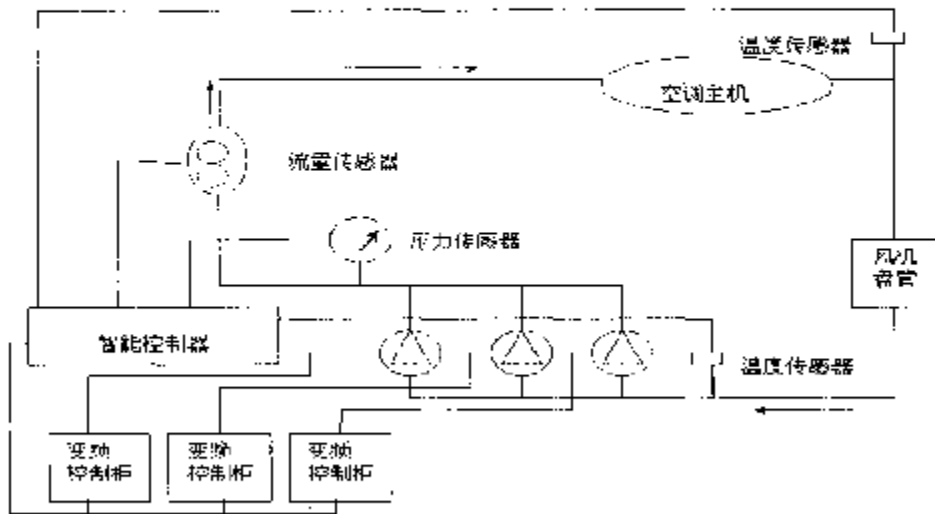 温度传感器
空调主机
流量传感器
压力传感器
风机
盘管
智能控制器
温度传感器
变频
控制柜
变频
控制柜
变频
控制柜